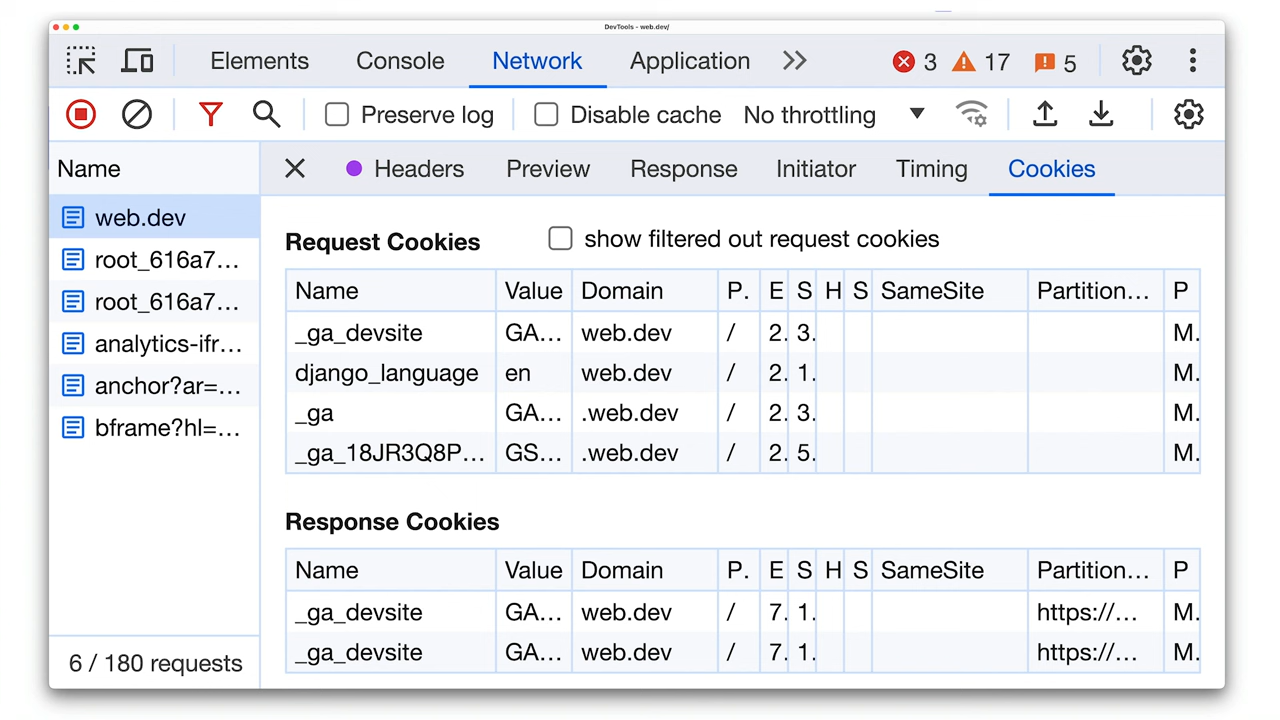 DevTools - web.dev/
Elements Console Network Application 3 17 5
Preserve log Disable cache No throttling
Name Headers Preview Response Initiator Timing Cookies
web.dev
root_616a7...
root_616a7...
analytics-ifr...
anchor?ar=...
bframe?hl=...
6 / 180 requests
Request Cookies show filtered out request cookies
Name Value Domain P. E S H S SameSite Partition... P
_ga_devsite GA... web.dev / 2. 3. M.
django_language en web.dev / 2. 1. M.
_ga GA... .web.dev / 2. 3. M.
_ga_18JR3Q8P... GS... .web.dev / 2. 5. M.
Response Cookies
Name Value Domain P. E S H S SameSite Partition... P
_ga_devsite GA... web.dev / 7. 1. https://... M.
_ga_devsite GA... web.dev / 7. 1. https://... M.